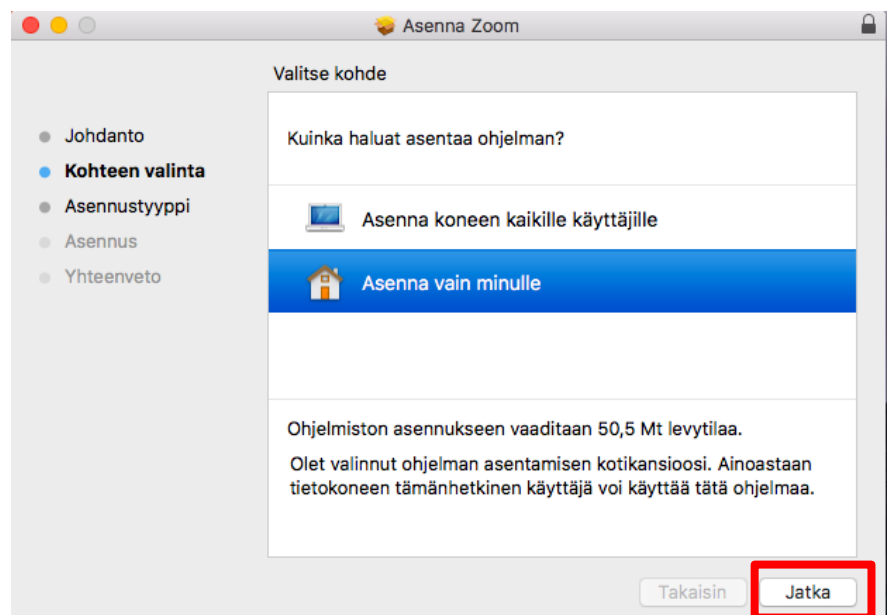 Asenna Zoom
Valitse kohde
Johdanto
Kohteen valinta
Asennustyyppi
Asennus
Yhteenveto
Kuinka haluat asentaa ohjelman?
Asenna koneen kaikille käyttäjille
Asenna vain minulle
Ohjelmiston asennukseen vaaditaan 50,5 Mt levytilaa.
Olet valinnut ohjelman asentamisen kotikansioosi. Ainoastaan
tietokoneen tämänhetkinen käyttäjä voi käyttää tätä ohjelmaa.
Takaisin
Jatka